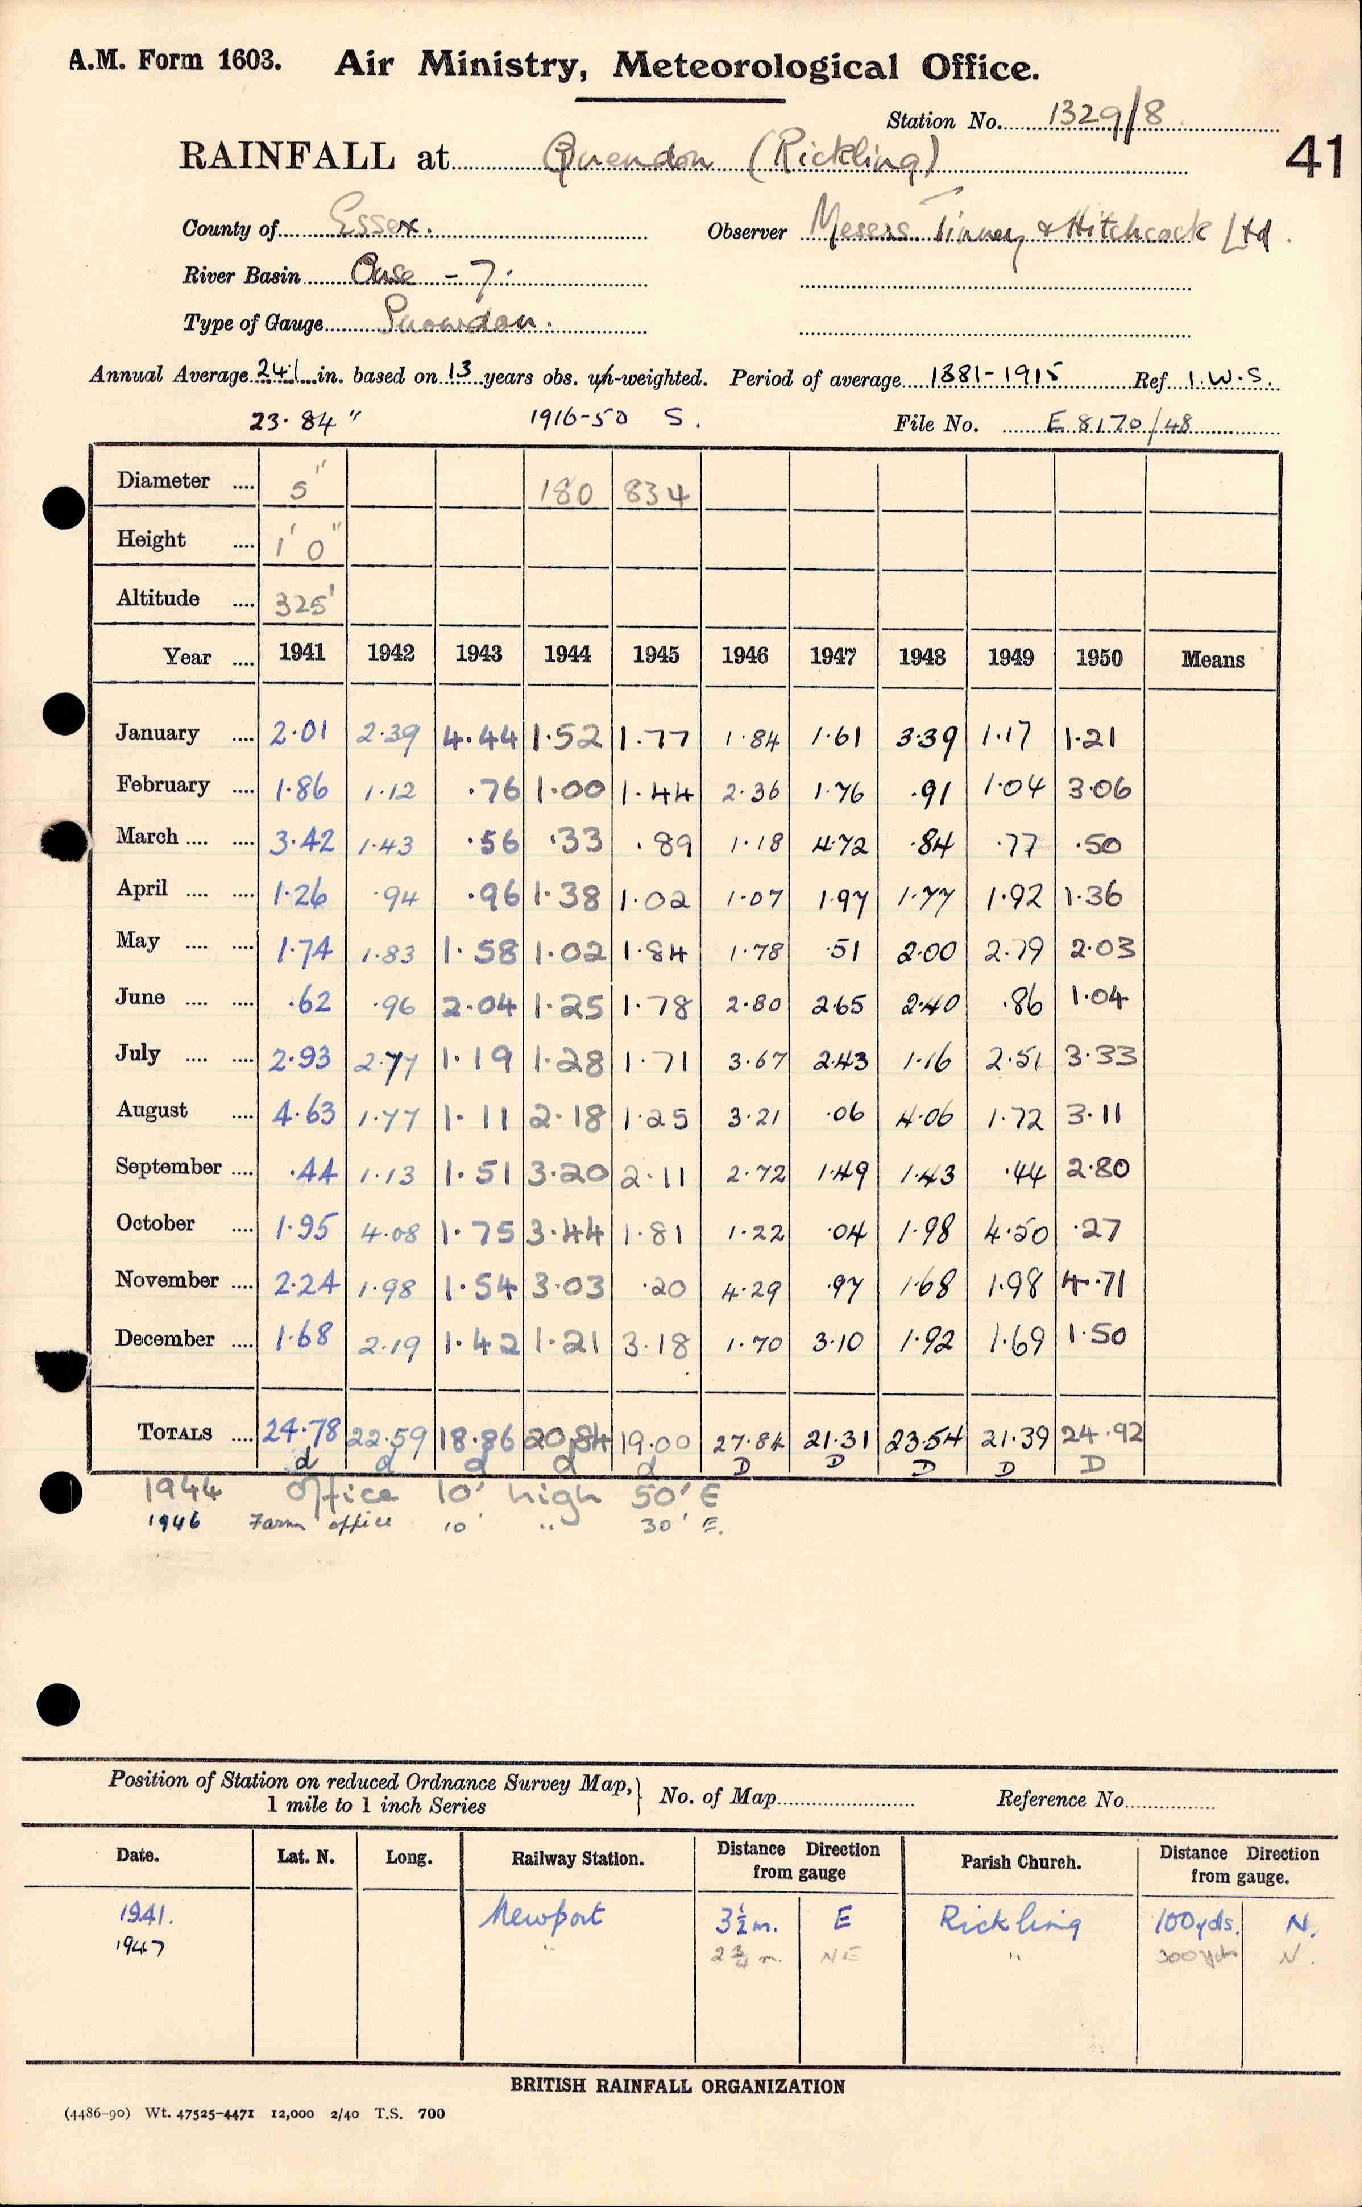 A.M. Form 1603. Air Ministry, Meteorological Office.
Station No. 1329/8
RAINFALL at Quendon (Rickling) 41
County of Essex. Observer Messrs Tinney & Hitchcock Ltd.
River Basin Ouse - 7.
Type of Gauge Snowdon.
Annual Average 24.1 in. based on 13 years obs. un-weighted. Period of average 1881-1915 Ref I.W.S.
23.84" 1916-50 S. File No. E 8170/48
Diameter .... 5" 180 834
Height .... 1' 0"
Altitude .... 325'
Year .... 1941 1942 1943 1944 1945 1946 1947 1948 1949 1950 Means
January .... 2.01 2.39 4.44 1.52 1.77 1.84 1.61 3.39 1.17 1.21
February .... 1.86 1.12 .76 1.00 1.44 2.36 1.76 .91 1.04 3.06
March .... .... 3.42 1.43 .56 .33 .89 1.18 4.72 .84 .77 .50
April .... .... 1.26 .94 .96 1.38 1.02 1.07 1.97 1.77 1.92 1.36
May .... .... 1.74 1.83 1.58 1.02 1.84 1.78 .51 2.00 2.79 2.03
June .... .... .62 .96 2.04 1.25 1.78 2.80 2.65 2.40 .86 1.04
July .... .... 2.93 2.77 1.19 1.28 1.71 3.67 2.43 1.16 2.51 3.33
August .... 4.63 1.77 1.11 2.18 1.25 3.21 .06 4.06 1.72 3.11
September .... .44 1.13 1.51 3.20 2.11 2.72 1.49 1.43 .44 2.80
October .... 1.95 4.08 1.75 3.44 1.81 1.22 .04 1.98 4.50 .27
November .... 2.24 1.98 1.54 3.03 .20 4.29 .97 1.68 1.98 4.71
December .... 1.68 2.19 1.42 1.21 3.18 1.70 3.10 1.92 1.69 1.50
TOTALS .... 24.78 22.59 18.86 20.84 19.00 27.84 21.31 23.54 21.39 24.92
d d d d d D D D D D
1944 Office 10' high 50' E
1946 Farm office 10' " 30' E.
Position of Station on reduced Ordnance Survey Map, 1 mile to 1 inch Series } No. of Map Reference No.
Date. Lat. N. Long. Railway Station. Distance Direction from gauge Parish Church. Distance Direction from gauge.
1941. Newport 3½ m. E Rickling 100 yds. N.
1947 " 2¾ m. NE " 300 yds N.
BRITISH RAINFALL ORGANIZATION
(4486-90) Wt. 47525-4471 12,000 2/40 T.S. 700